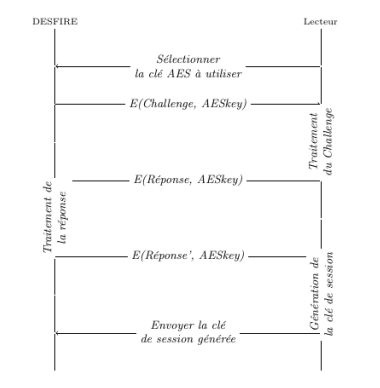 DESFIRE
Lecteur
Sélectionner
la clé AES à utiliser
E(Challenge, AESkey)
Traitement
du Challenge
E(Réponse, AESkey)
Traitement de
la réponse
E(Réponse', AESkey)
Génération de
la clé de session
Envoyer la clé
de session générée